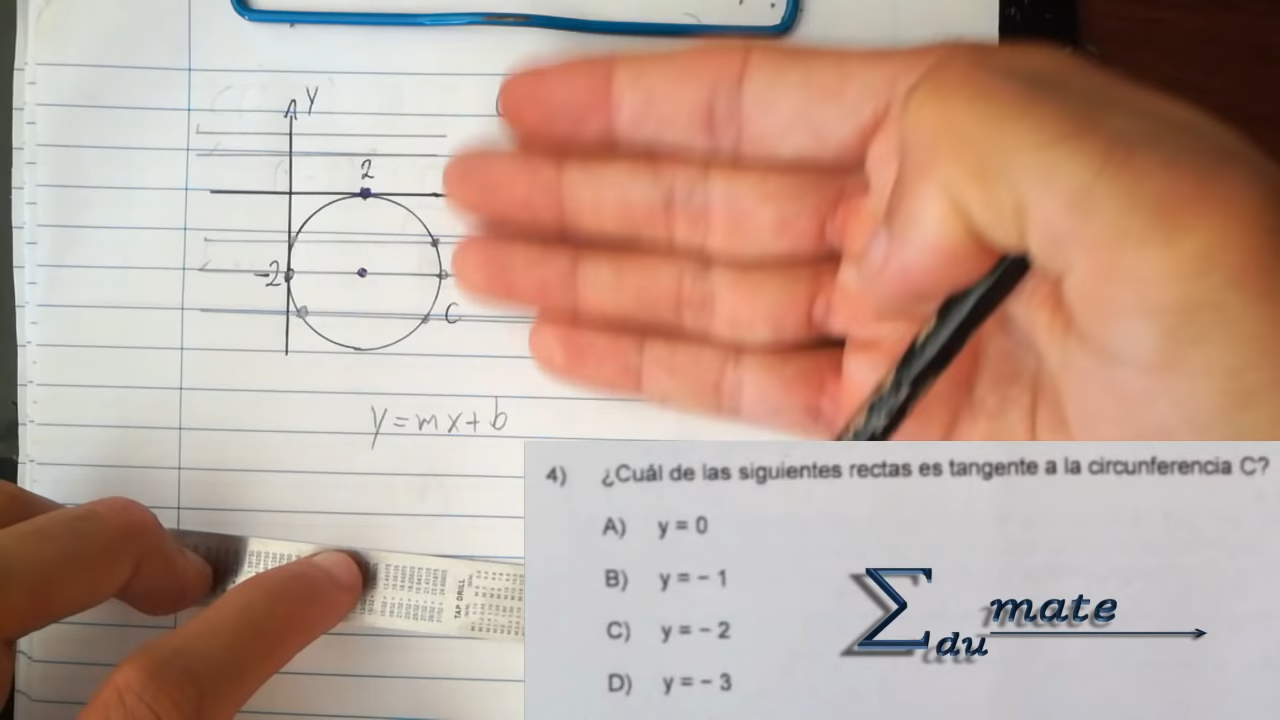 Y
2
-2
C
y=mx+b
TAP DRILL
4) ¿Cuál de las siguientes rectas es tangente a la circunferencia C?
A) y = 0
B) y = - 1
C) y = - 2
D) y = - 3
∑du mate